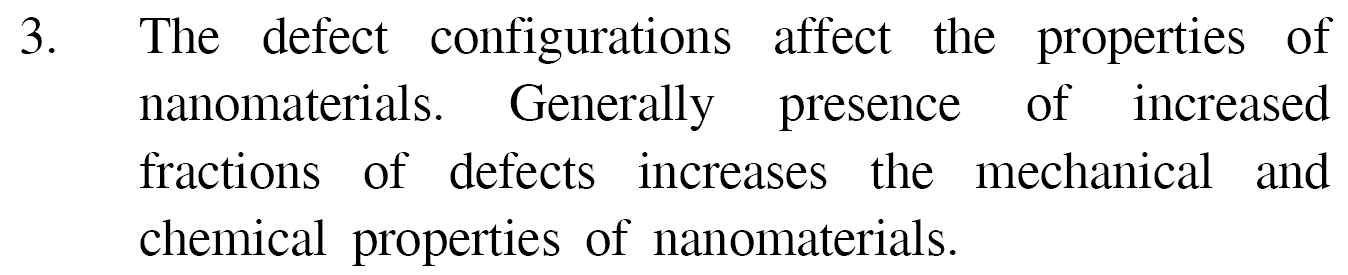 3. The defect configurations affect the properties of
nanomaterials. Generally presence of increased
fractions of defects increases the mechanical and
chemical properties of nanomaterials.